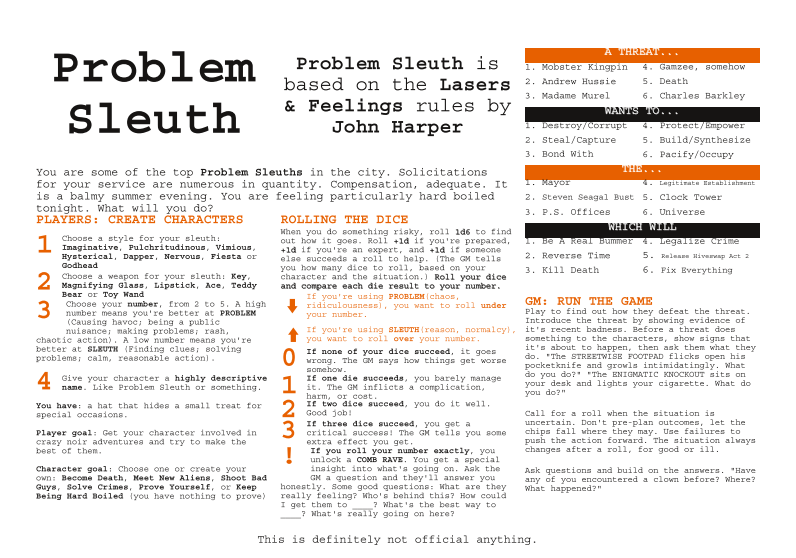 Problem
Sleuth
Problem Sleuth is
based on the Lasers
& Feelings rules by
John Harper
You are some of the top Problem Sleuths in the city. Solicitations
for your service are numerous in quantity. Compensation, adequate. It
is a balmy summer evening. You are feeling particularly hard boiled
tonight. What will you do?
PLAYERS: CREATE CHARACTERS
1 Choose a style for your sleuth:
Imaginative, Pulchritudinous, Vimious,
Hysterical, Dapper, Nervous, Fiesta or
Godhead
2 Choose a weapon for your sleuth: Key,
Magnifying Glass, Lipstick, Ace, Teddy
Bear or Toy Wand
3 Choose your number, from 2 to 5. A high
number means you're better at PROBLEM
(Causing havoc; being a public
nuisance; making problems; rash,
chaotic action). A low number means you're
better at SLEUTH (Finding clues; solving
problems; calm, reasonable action).
4 Give your character a highly descriptive
name. Like Problem Sleuth or something.
You have: a hat that hides a small treat for
special occasions.
Player goal: Get your character involved in
crazy noir adventures and try to make the
best of them.
Character goal: Choose one or create your
own: Become Death, Meet New Aliens, Shoot Bad
Guys, Solve Crimes, Prove Yourself, or Keep
Being Hard Boiled (you have nothing to prove)
ROLLING THE DICE
When you do something risky, roll 1d6 to find
out how it goes. Roll +1d if you're prepared,
+1d if you're an expert, and +1d if someone
else succeeds a roll to help. (The GM tells
you how many dice to roll, based on your
character and the situation.) Roll your dice
and compare each die result to your number.
If you're using PROBLEM(chaos,
ridiculousness), you want to roll under
your number.
If you're using SLEUTH(reason, normalcy),
you want to roll over your number.
0 If none of your dice succeed, it goes
wrong. The GM says how things get worse
somehow.
1 If one die succeeds, you barely manage
it. The GM inflicts a complication,
harm, or cost.
2 If two dice succeed, you do it well.
Good job!
3 If three dice succeed, you get a
critical success! The GM tells you some
extra effect you get.
! If you roll your number exactly, you
unlock a COMB RAVE. You get a special
insight into what's going on. Ask the
GM a question and they'll answer you
honestly. Some good questions: What are they
really feeling? Who's behind this? How could
I get them to ____? What's the best way to
____? What's really going on here?
A THREAT...
1. Mobster Kingpin 4. Gamzee, somehow
2. Andrew Hussie 5. Death
3. Madame Murel 6. Charles Barkley
WANTS TO...
1. Destroy/Corrupt 4. Protect/Empower
2. Steal/Capture 5. Build/Synthesize
3. Bond With 6. Pacify/Occupy
THE...
1. Mayor 4. Legitimate Establishment
2. Steven Seagal Bust 5. Clock Tower
3. P.S. Offices 6. Universe
WHICH WILL
1. Be A Real Bummer 4. Legalize Crime
2. Reverse Time 5. Release Hiveswap Act 2
3. Kill Death 6. Fix Everything
GM: RUN THE GAME
Play to find out how they defeat the threat.
Introduce the threat by showing evidence of
it's recent badness. Before a threat does
something to the characters, show signs that
it's about to happen, then ask them what they
do. "The STREETWISE FOOTPAD flicks open his
pocketknife and growls intimidatingly. What
do you do?" "The ENIGMATIC KNOCKOUT sits on
your desk and lights your cigarette. What do
you do?"
Call for a roll when the situation is
uncertain. Don't pre-plan outcomes, let the
chips fall where they may. Use failures to
push the action forward. The situation always
changes after a roll, for good or ill.
Ask questions and build on the answers. "Have
any of you encountered a clown before? Where?
What happened?"
This is definitely not official anything.